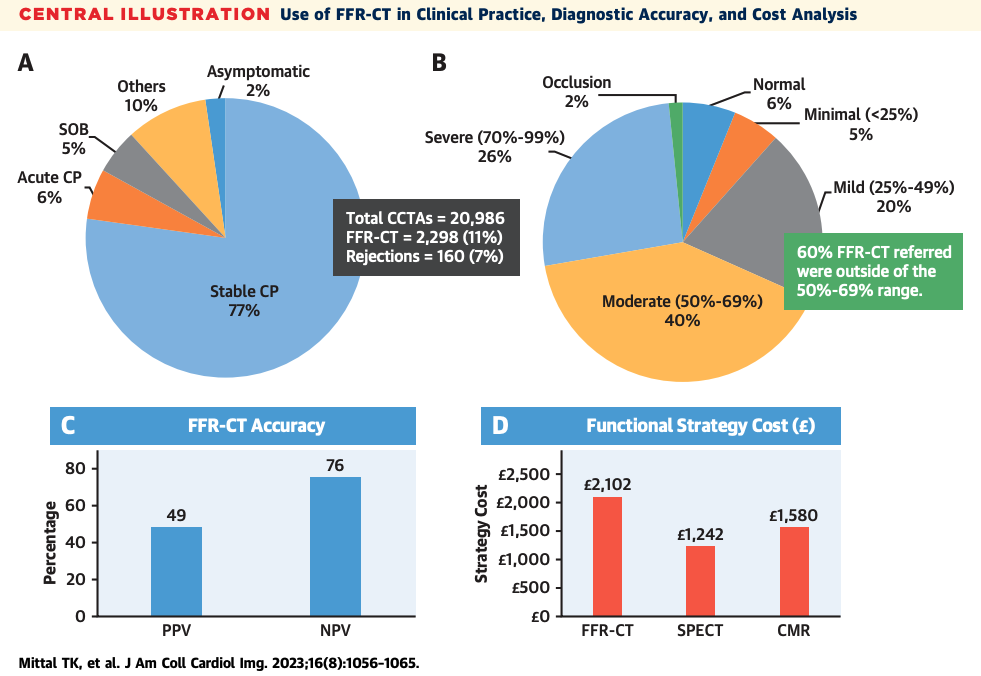 CENTRAL ILLUSTRATION Use of FFR-CT in Clinical Practice, Diagnostic Accuracy, and Cost Analysis
A
Asymptomatic
2%
Others
10%
SOB
5%
Acute CP
6%
Stable CP
77%
Total CCTAs = 20,986
FFR-CT = 2,298 (11%)
Rejections = 160 (7%)
B
Occlusion
2%
Normal
6%
Minimal (<25%)
5%
Severe (70%-99%)
26%
Mild (25%-49%)
20%
60% FFR-CT referred
were outside of the
50%-69% range.
Moderate (50%-69%)
40%
C FFR-CT Accuracy
Percentage
80
60
40
20
0
49
76
PPV
NPV
D Functional Strategy Cost (£)
Strategy Cost
£2,500
£2,000
£1,500
£1,000
£500
£0
£2,102
£1,242
£1,580
FFR-CT
SPECT
CMR
Mittal TK, et al. J Am Coll Cardiol Img. 2023;16(8):1056-1065.